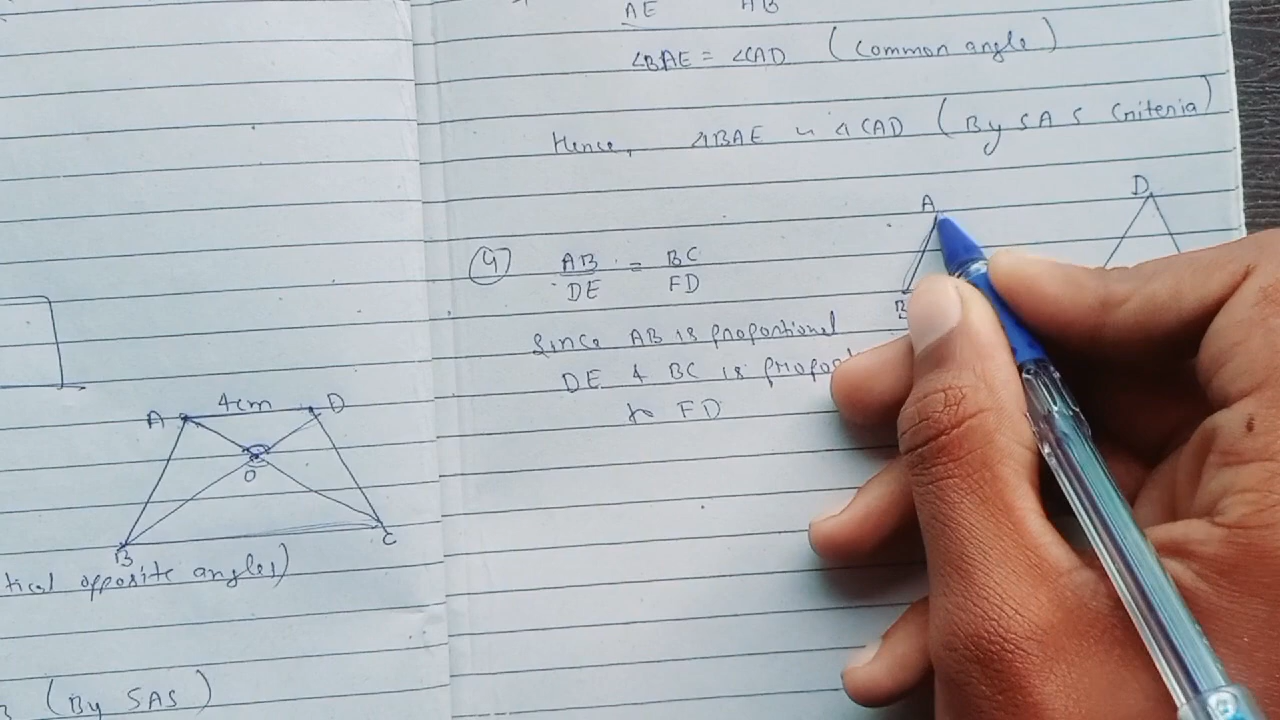 A 4cm D
O
B C
tical opposite angles)
(By SAS)
AE AB
∠BAE = ∠CAD (Common angle)
Hence, △BAE ~ △CAD (By SAS Criteria)
A D
B
④ AB/DE = BC/FD
Since AB is proportional
DE & BC is
to FD